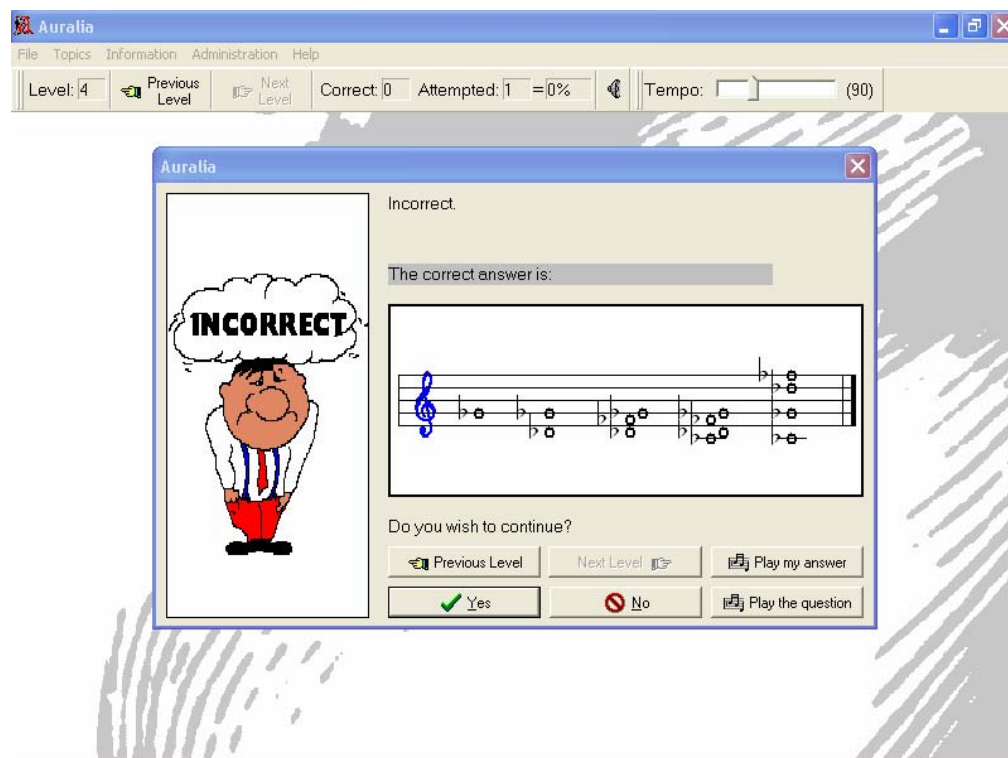 Auralia
File Topics Information Administration Help
Level: 4 Previous Level Next Level Correct: 0 Attempted: 1 =0% Tempo: (90)
Auralia
Incorrect.
The correct answer is:
INCORRECT
Do you wish to continue?
Previous Level Next Level Play my answer
Yes No Play the question